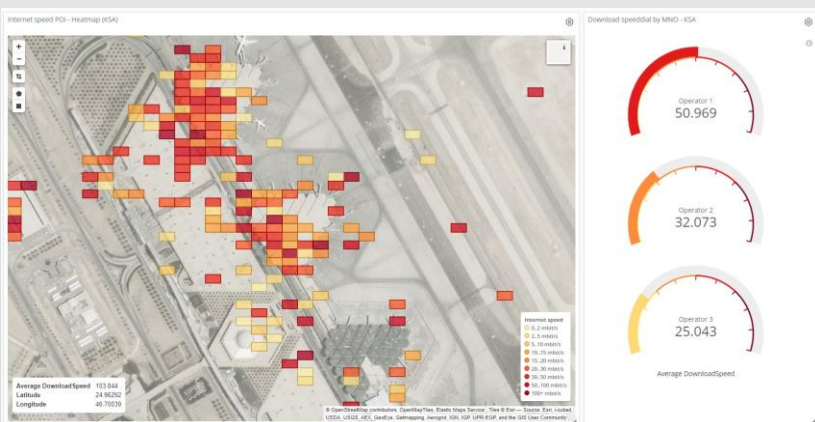 Internet speed POI - Heatmap (KSA)
Download speeddial by MNO - KSA
+
−
Operator 1
50.969
Operator 2
32.073
Operator 3
25.043
Average DownloadSpeed
Internet speed
0..2 mbit/s
2..5 mbit/s
5..10 mbit/s
10..15 mbit/s
15..20 mbit/s
20..30 mbit/s
30..50 mbit/s
50..100 mbit/s
100+ mbit/s
Average DownloadSpeed 103.844
Latitude 24.96292
Longitude 46.70039
© OpenStreetMap contributors, OpenMapTiles, Elastic Maps Service, Tiles © Esri — Source: Esri, i-cubed,
USDA, USGS, AEX, GeoEye, Getmapping, Aerogrid, IGN, IGP, UPR-EGP, and the GIS User Community